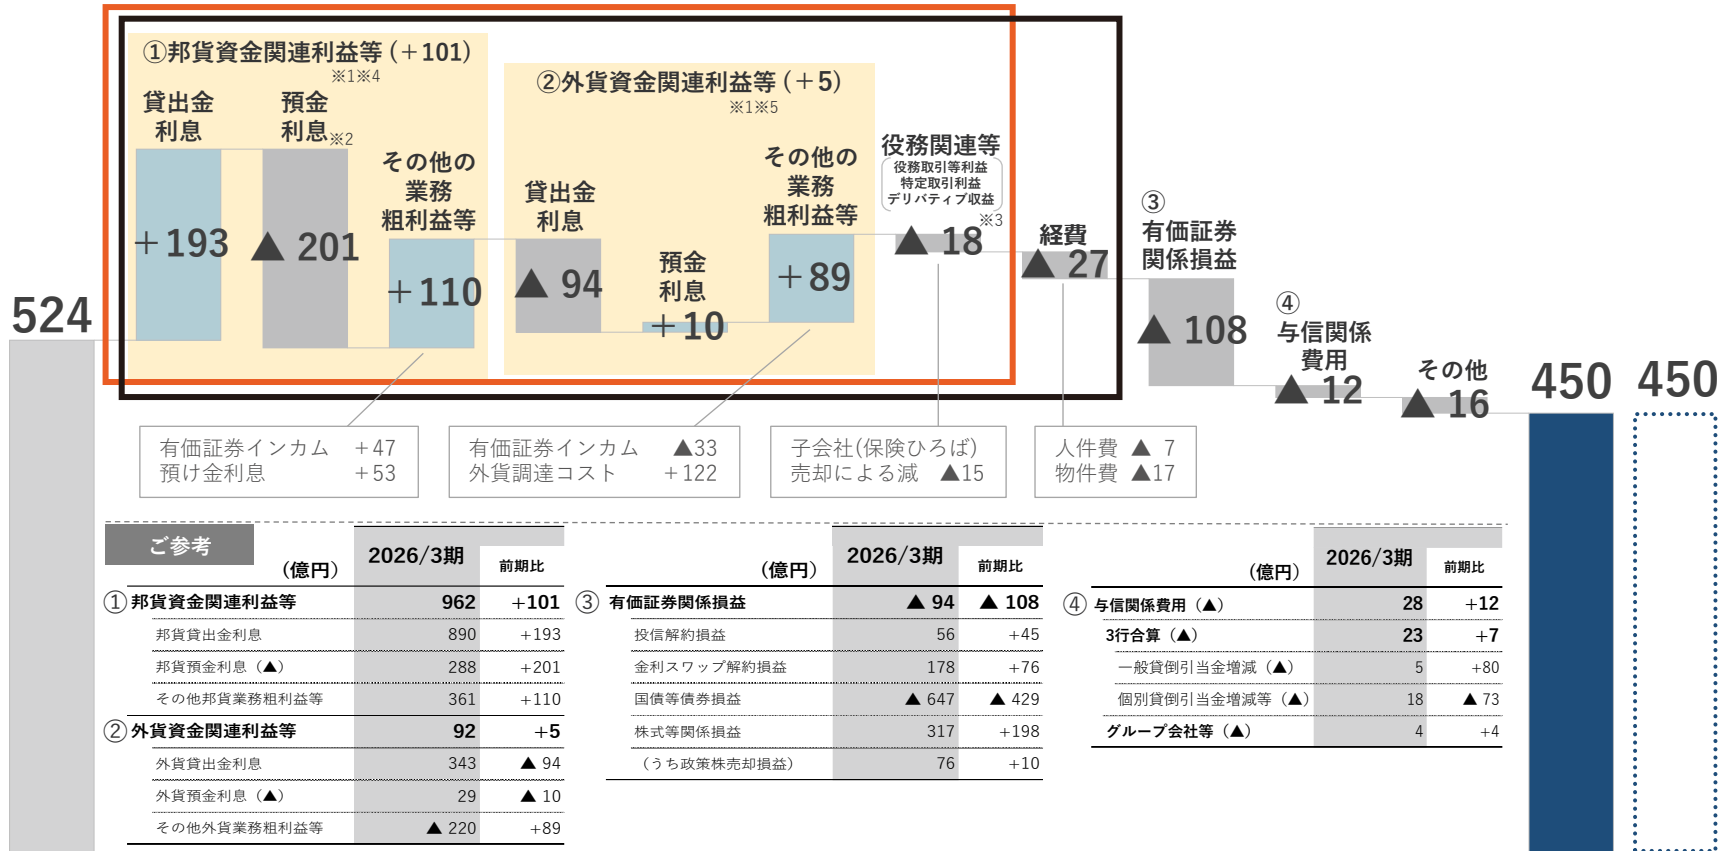 ①邦貨資金関連利益等(＋101)
※1※4
貸出金
利息
預金
利息※2
その他の
業務
粗利益等
＋193
▲ 201
＋110
②外貨資金関連利益等(＋5)
※1※5
貸出金
利息
預金
利息
その他の
業務
粗利益等
▲ 94
＋10
＋89
役務関連等
役務取引等利益
特定取引利益
デリバティブ収益
※3
▲ 18
経費
▲ 27
③
有価証券
関係損益
▲ 108
④
与信関係
費用
▲ 12
その他
▲ 16
524
450
450
有価証券インカム ＋47
預け金利息 ＋53
有価証券インカム ▲33
外貨調達コスト ＋122
子会社(保険ひろば)
売却による減 ▲15
人件費 ▲ 7
物件費 ▲17
ご参考
(億円) 2026/3期 前期比
①邦貨資金関連利益等 962 +101
邦貨貸出金利息 890 +193
邦貨預金利息（▲） 288 +201
その他邦貨業務粗利益等 361 +110
②外貨資金関連利益等 92 +5
外貨貸出金利息 343 ▲ 94
外貨預金利息（▲） 29 ▲ 10
その他外貨業務粗利益等 ▲ 220 +89
(億円) 2026/3期 前期比
③有価証券関係損益 ▲ 94 ▲ 108
投信解約損益 56 +45
金利スワップ解約損益 178 +76
国債等債券損益 ▲ 647 ▲ 429
株式等関係損益 317 +198
（うち政策株売却損益） 76 +10
(億円) 2026/3期 前期比
④与信関係費用（▲） 28 +12
3行合算（▲） 23 +7
一般貸倒引当金増減（▲） 5 +80
個別貸倒引当金増減等（▲） 18 ▲ 73
グループ会社等（▲） 4 +4